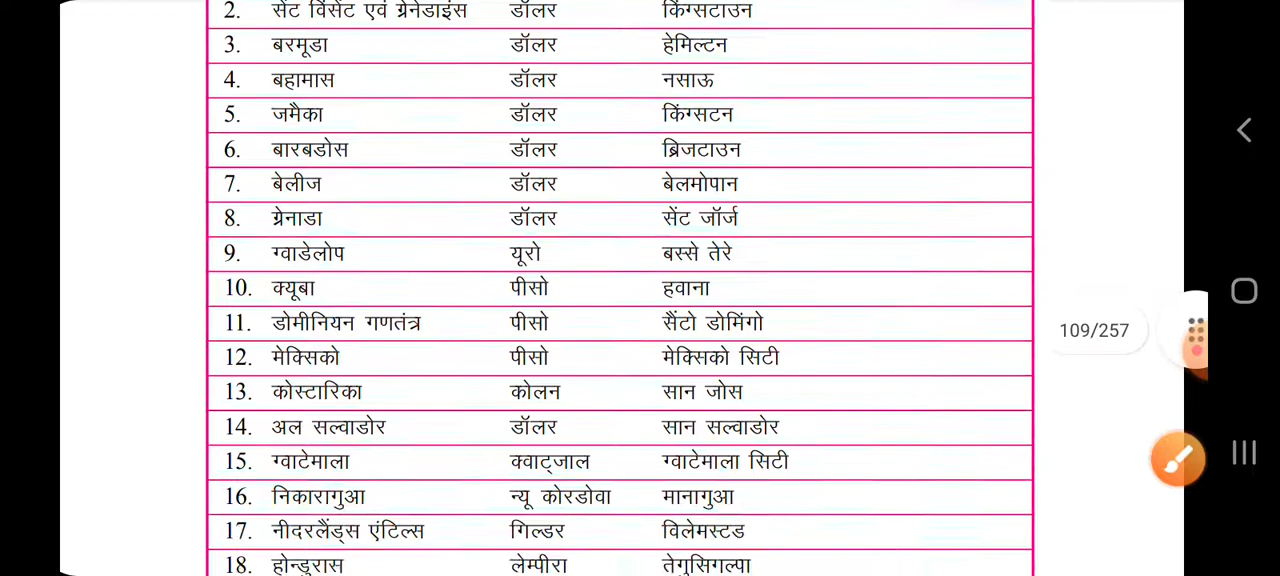 2. सेंट विंसेंट एवं ग्रेनेडाइंस डॉलर किंग्सटाउन
3. बरमूडा डॉलर हेमिल्टन
4. बहामास डॉलर नसाऊ
5. जमैका डॉलर किंग्सटन
6. बारबडोस डॉलर ब्रिजटाउन
7. बेलीज डॉलर बेलमोपान
8. ग्रेनाडा डॉलर सेंट जॉर्ज
9. ग्वाडेलोप यूरो बस्से तेरे
10. क्यूबा पीसो हवाना
11. डोमीनियन गणतंत्र पीसो सैंटो डोमिंगो
109/257
12. मेक्सिको पीसो मेक्सिको सिटी
13. कोस्टारिका कोलन सान जोस
14. अल सल्वाडोर डॉलर सान सल्वाडोर
15. ग्वाटेमाला क्वाट्जाल ग्वाटेमाला सिटी
16. निकारागुआ न्यू कोरडोवा मानागुआ
17. नीदरलैंड्स एंटिल्स गिल्डर विलेमस्टड
18. होन्डुरास लेम्पीरा तेगुसिगल्पा